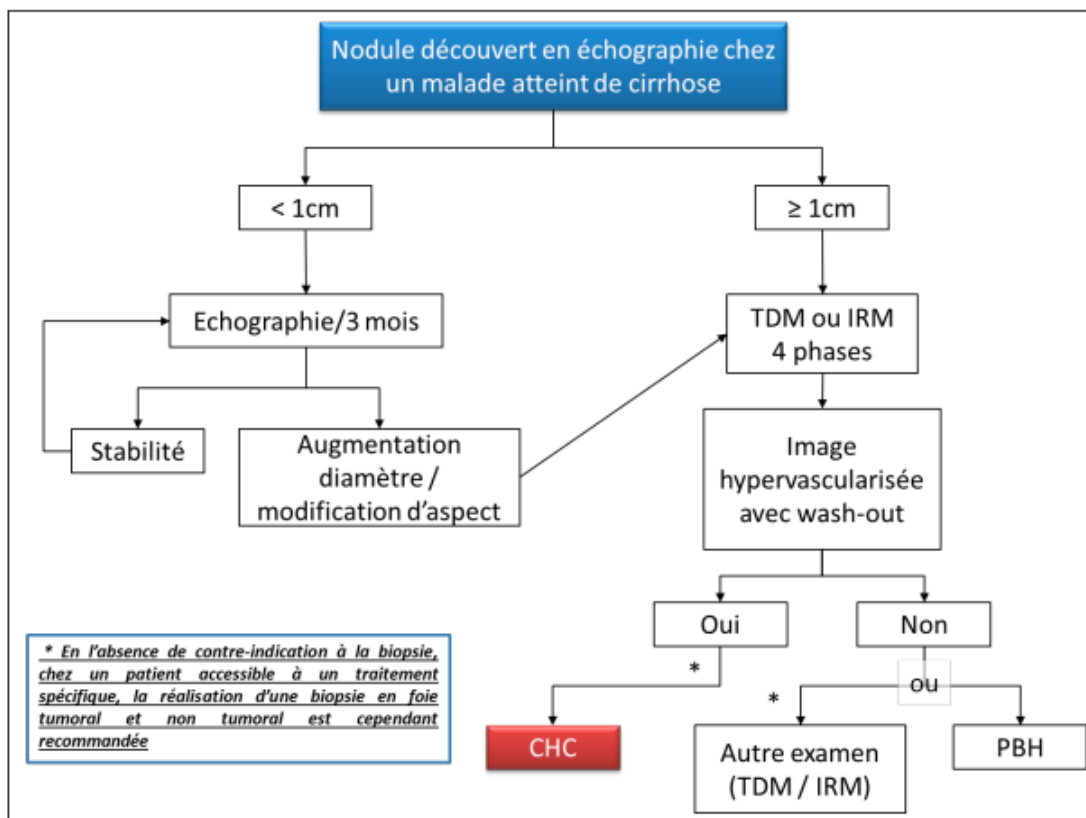 Nodule découvert en échographie chez
un malade atteint de cirrhose
< 1cm
≥ 1cm
Echographie/3 mois
TDM ou IRM
4 phases
Stabilité
Augmentation
diamètre /
modification d'aspect
Image
hypervascularisée
avec wash-out
Oui
Non
*
ou
*
CHC
Autre examen
(TDM / IRM)
PBH
* En l'absence de contre-indication à la biopsie,
chez un patient accessible à un traitement
spécifique, la réalisation d'une biopsie en foie
tumoral et non tumoral est cependant
recommandée